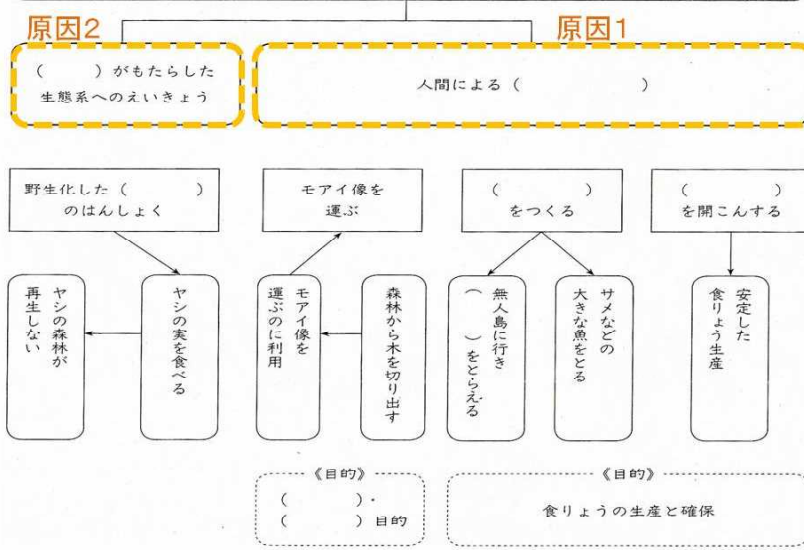 原因2
原因1
（　　　）がもたらした
生態系へのえいきょう
人間による（　　　　　　）
野生化した（　　　　）
のはんしょく
モアイ像を
運ぶ
（　　　　）
をつくる
（　　　　）
を開こんする
ヤシの森林が
再生しない
ヤシの実を食べる
モアイ像を
運ぶのに利用
森林から木を切り出す
無人島に行き
（　　）をとらえる
サメなどの
大きな魚をとる
安定した
食りょう生産
《目的》
（　　　　）・
（　　　　）目的
《目的》
食りょうの生産と確保